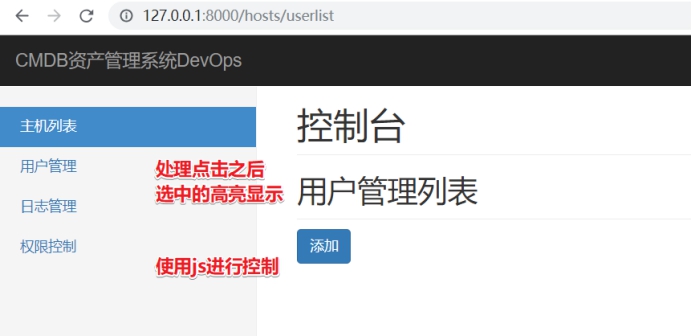 127.0.0.1:8000/hosts/userlist
CMDB资产管理系统DevOps
主机列表
控制台
用户管理
处理点击之后
选中的高亮显示
用户管理列表
日志管理
添加
权限控制
使用js进行控制